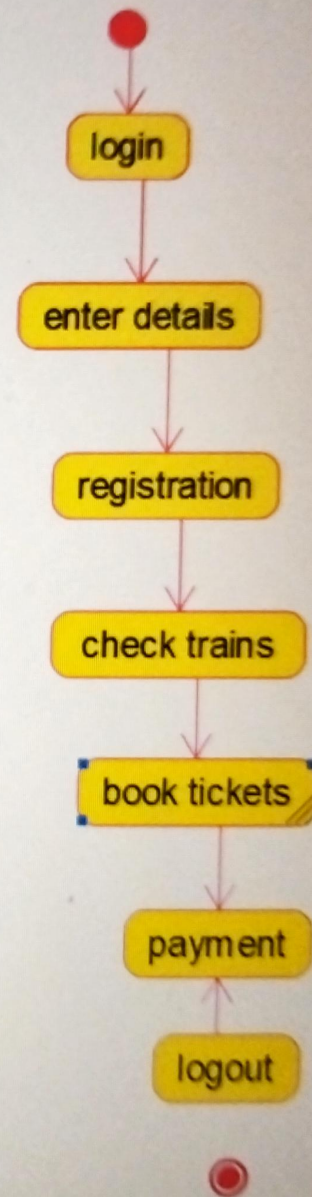 login
enter details
registration
check trains
book tickets
payment
logout